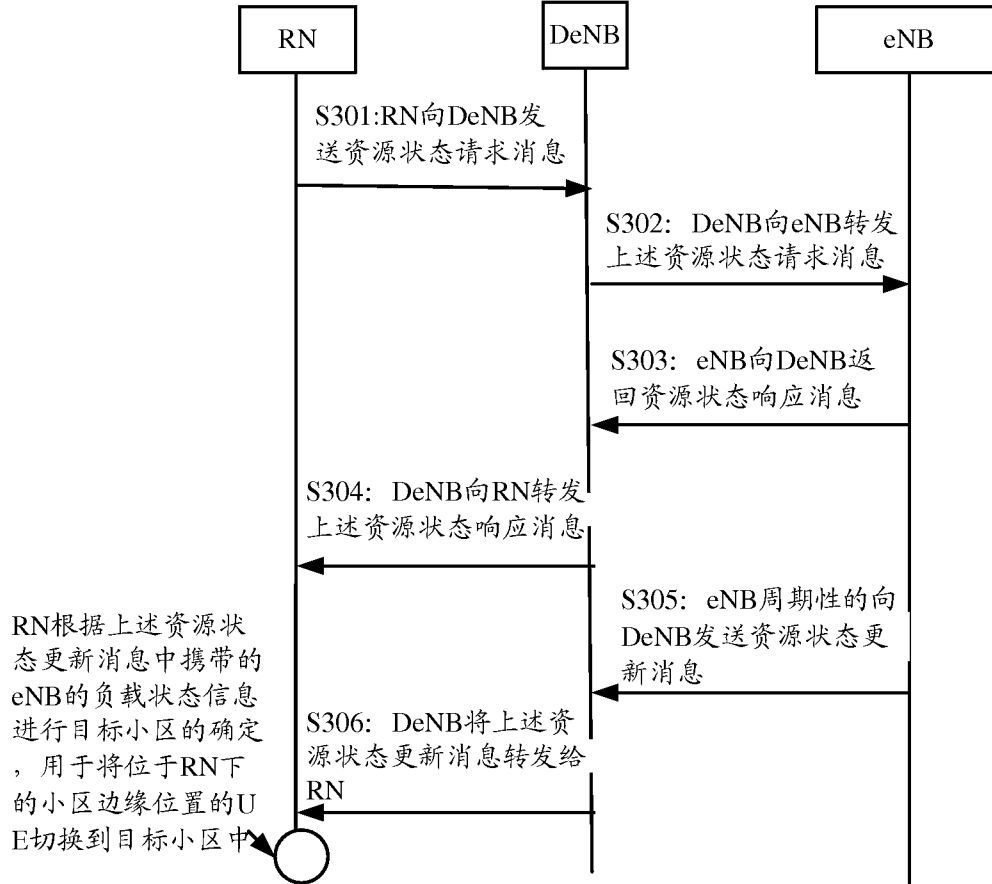 RN
DeNB
eNB
S301:RN向DeNB发
送资源状态请求消息
S302：DeNB向eNB转发
上述资源状态请求消息
S303：eNB向DeNB返
回资源状态响应消息
S304：DeNB向RN转发
上述资源状态响应消息
S305：eNB周期性的向
DeNB发送资源状态更
新消息
RN根据上述资源状
态更新消息中携带的
eNB的负载状态信息
进行目标小区的确定
，用于将位于RN下
的小区边缘位置的U
E切换到目标小区中
S306：DeNB将上述资
源状态更新消息转发给
RN